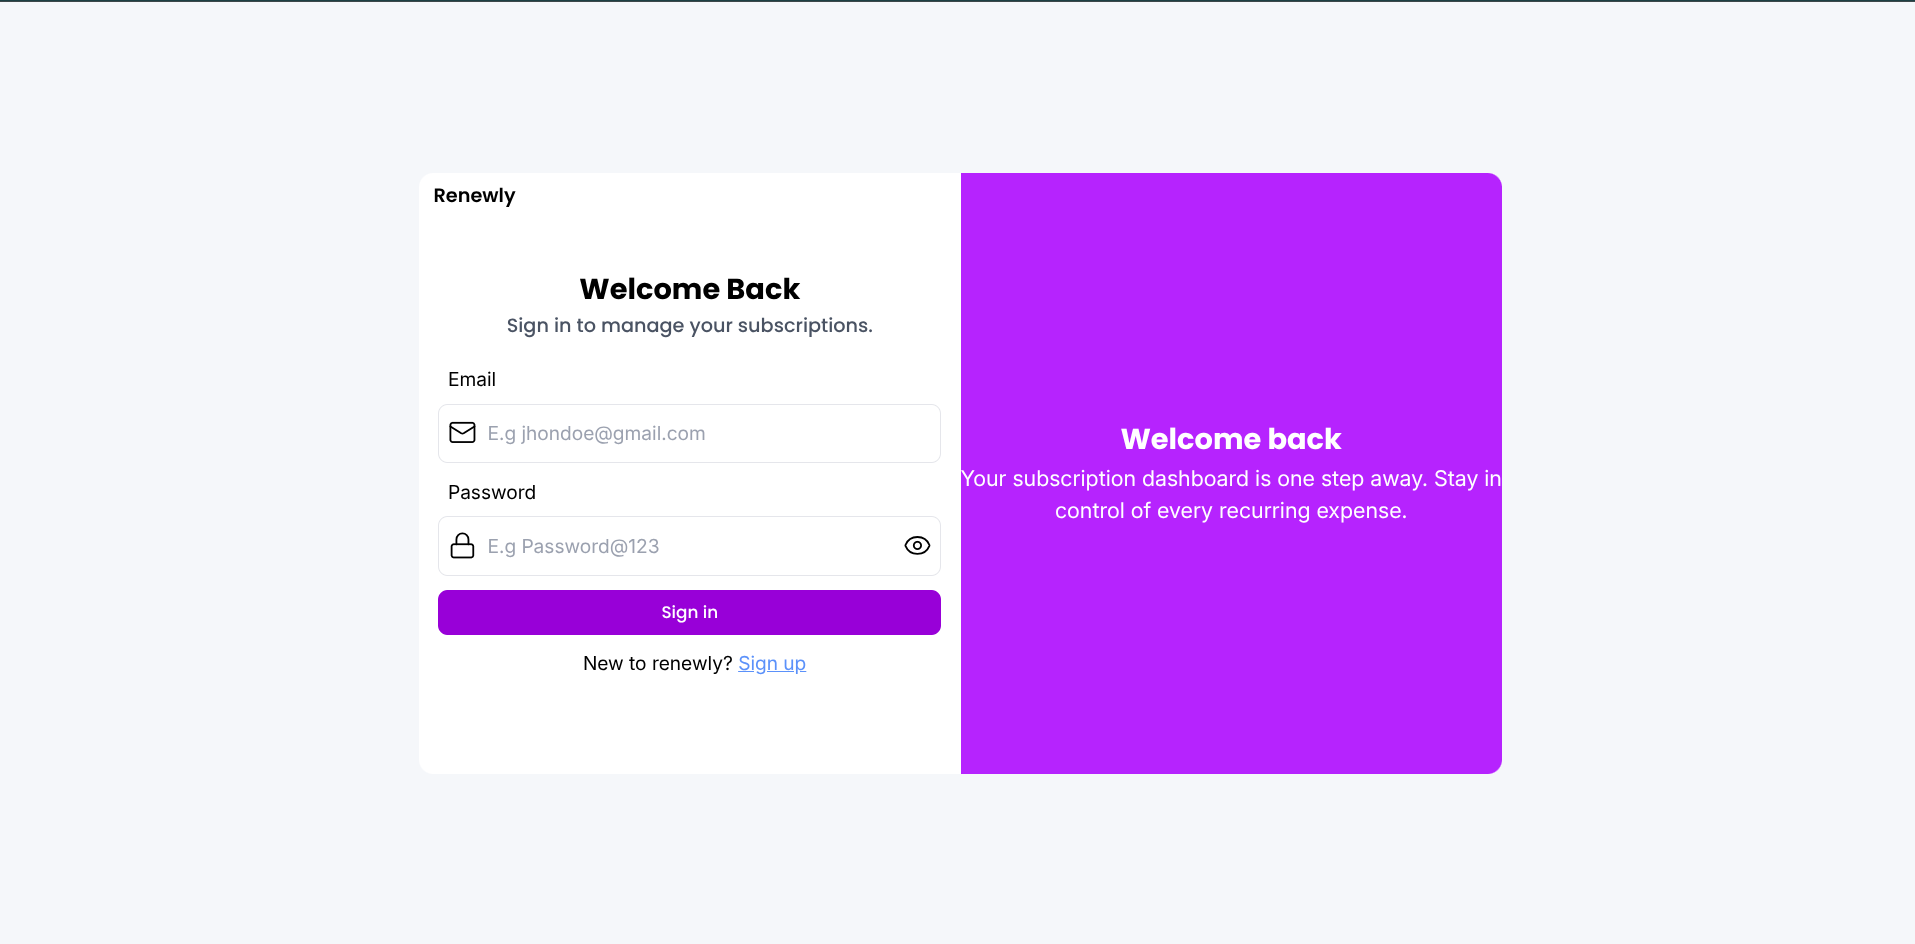 Renewly
Welcome Back
Sign in to manage your subscriptions.
Email
E.g jhondoe@gmail.com
Password
E.g Password@123
Sign in
New to renewly? Sign up
Welcome back
Your subscription dashboard is one step away. Stay in
control of every recurring expense.